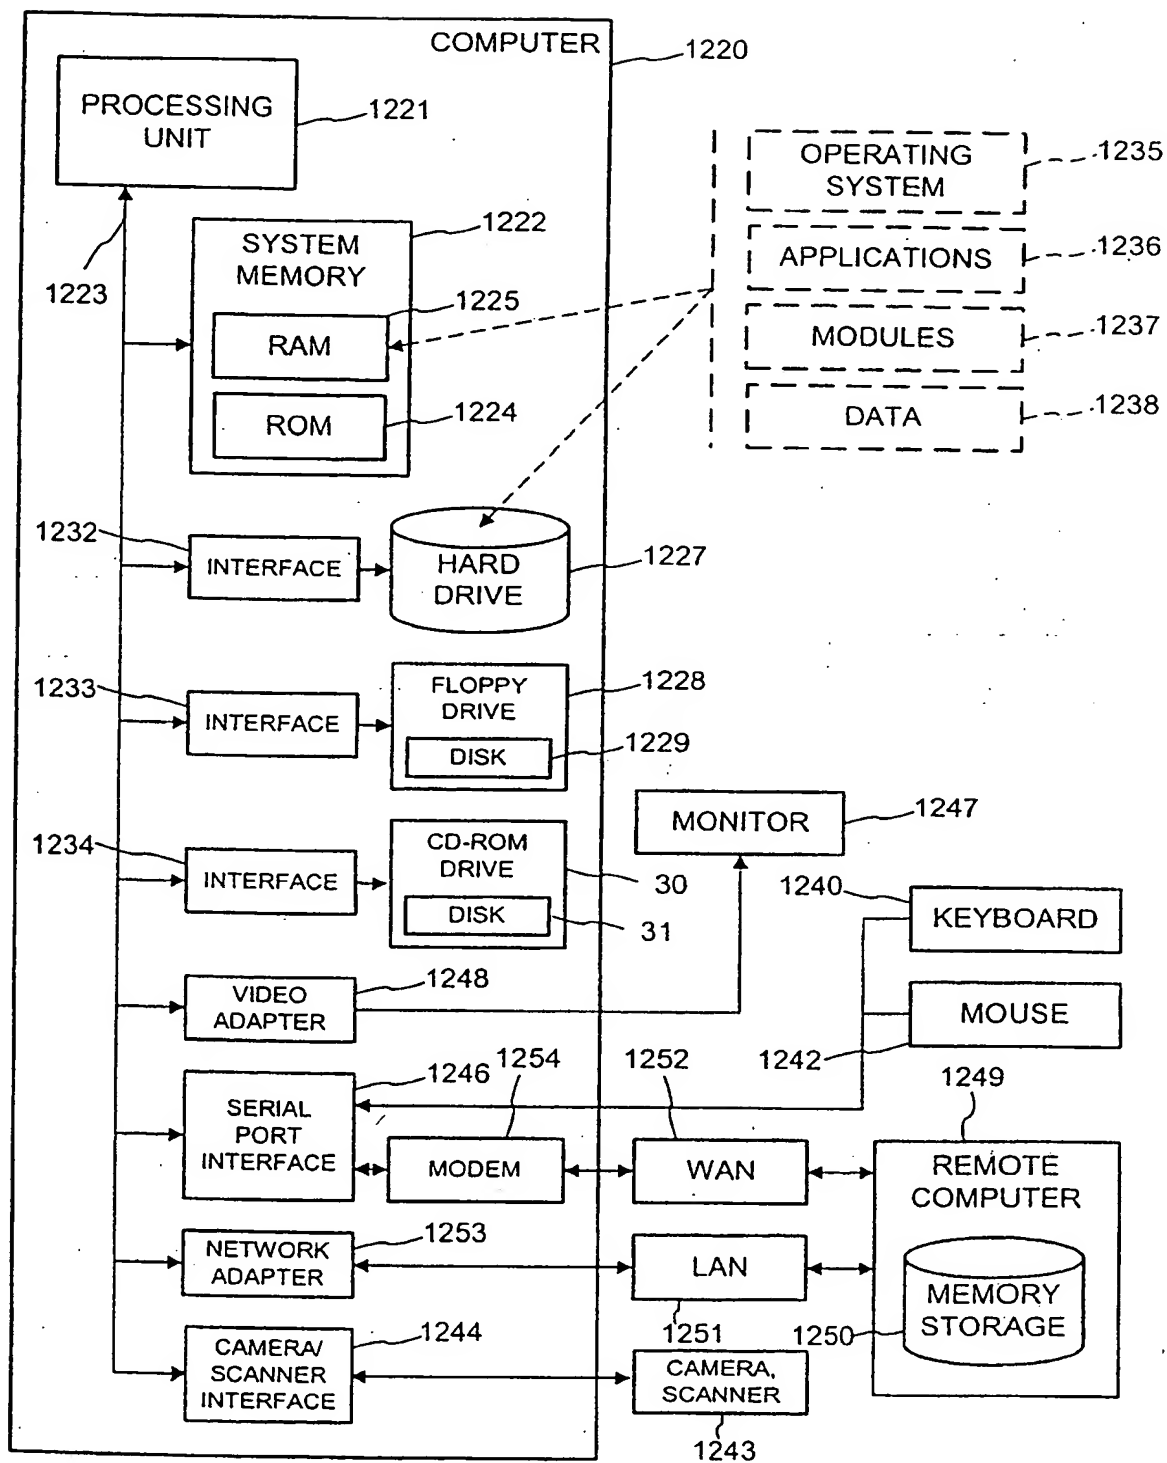 COMPUTER
1220
PROCESSING
UNIT
1221
1223
SYSTEM
MEMORY
1222
RAM
1225
ROM
1224
OPERATING
SYSTEM
1235
APPLICATIONS
1236
MODULES
1237
DATA
1238
1232
INTERFACE
HARD
DRIVE
1227
1233
INTERFACE
FLOPPY
DRIVE
1228
DISK
1229
1234
INTERFACE
CD-ROM
DRIVE
30
DISK
31
MONITOR
1247
1240
KEYBOARD
MOUSE
1242
VIDEO
ADAPTER
1248
SERIAL
PORT
INTERFACE
1246
MODEM
1254
WAN
1252
REMOTE
COMPUTER
1249
MEMORY
STORAGE
1250
NETWORK
ADAPTER
1253
LAN
1251
CAMERA/
SCANNER
INTERFACE
1244
CAMERA,
SCANNER
1243